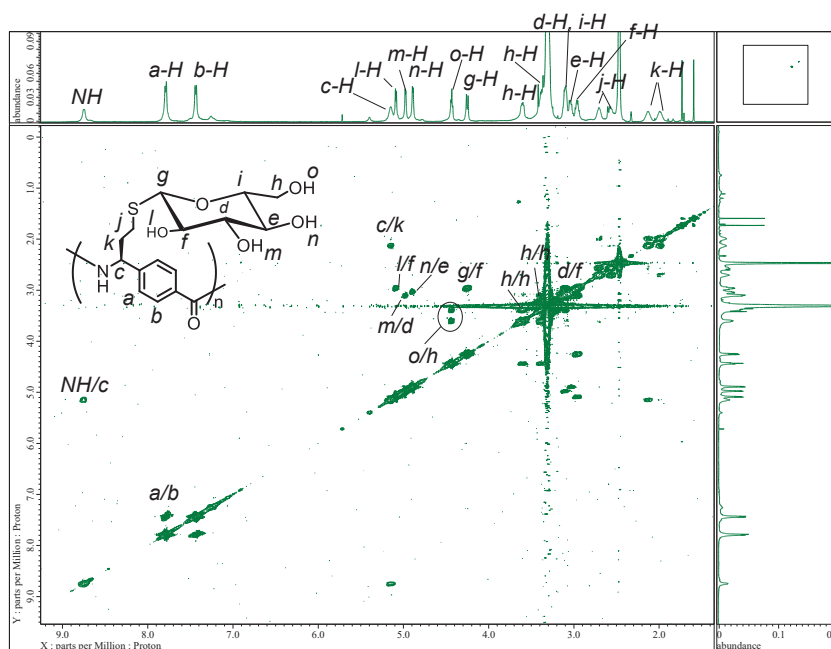 d-H, i-H
f-H
m-H
o-H
h-H
e-H
a-H
b-H
l-H
n-H
g-H
j-H
k-H
c-H
h-H
NH
abundance
0 0.03 0.06 0.09
0
1.0
2.0
3.0
4.0
5.0
6.0
7.0
8.0
9.0
Y : parts per Million : Proton
g
O
i
h
OH
o
S
j
l
HO
d
e
OH
n
k
f
OH
m
c
N
H
a
b
O
n
c/k
l/f
n/e
g/f
h/h
d/f
h/h
m/d
o/h
NH/c
a/b
9.0 8.0 7.0 6.0 5.0 4.0 3.0 2.0
X : parts per Million : Proton
0 0.1 0
abundance